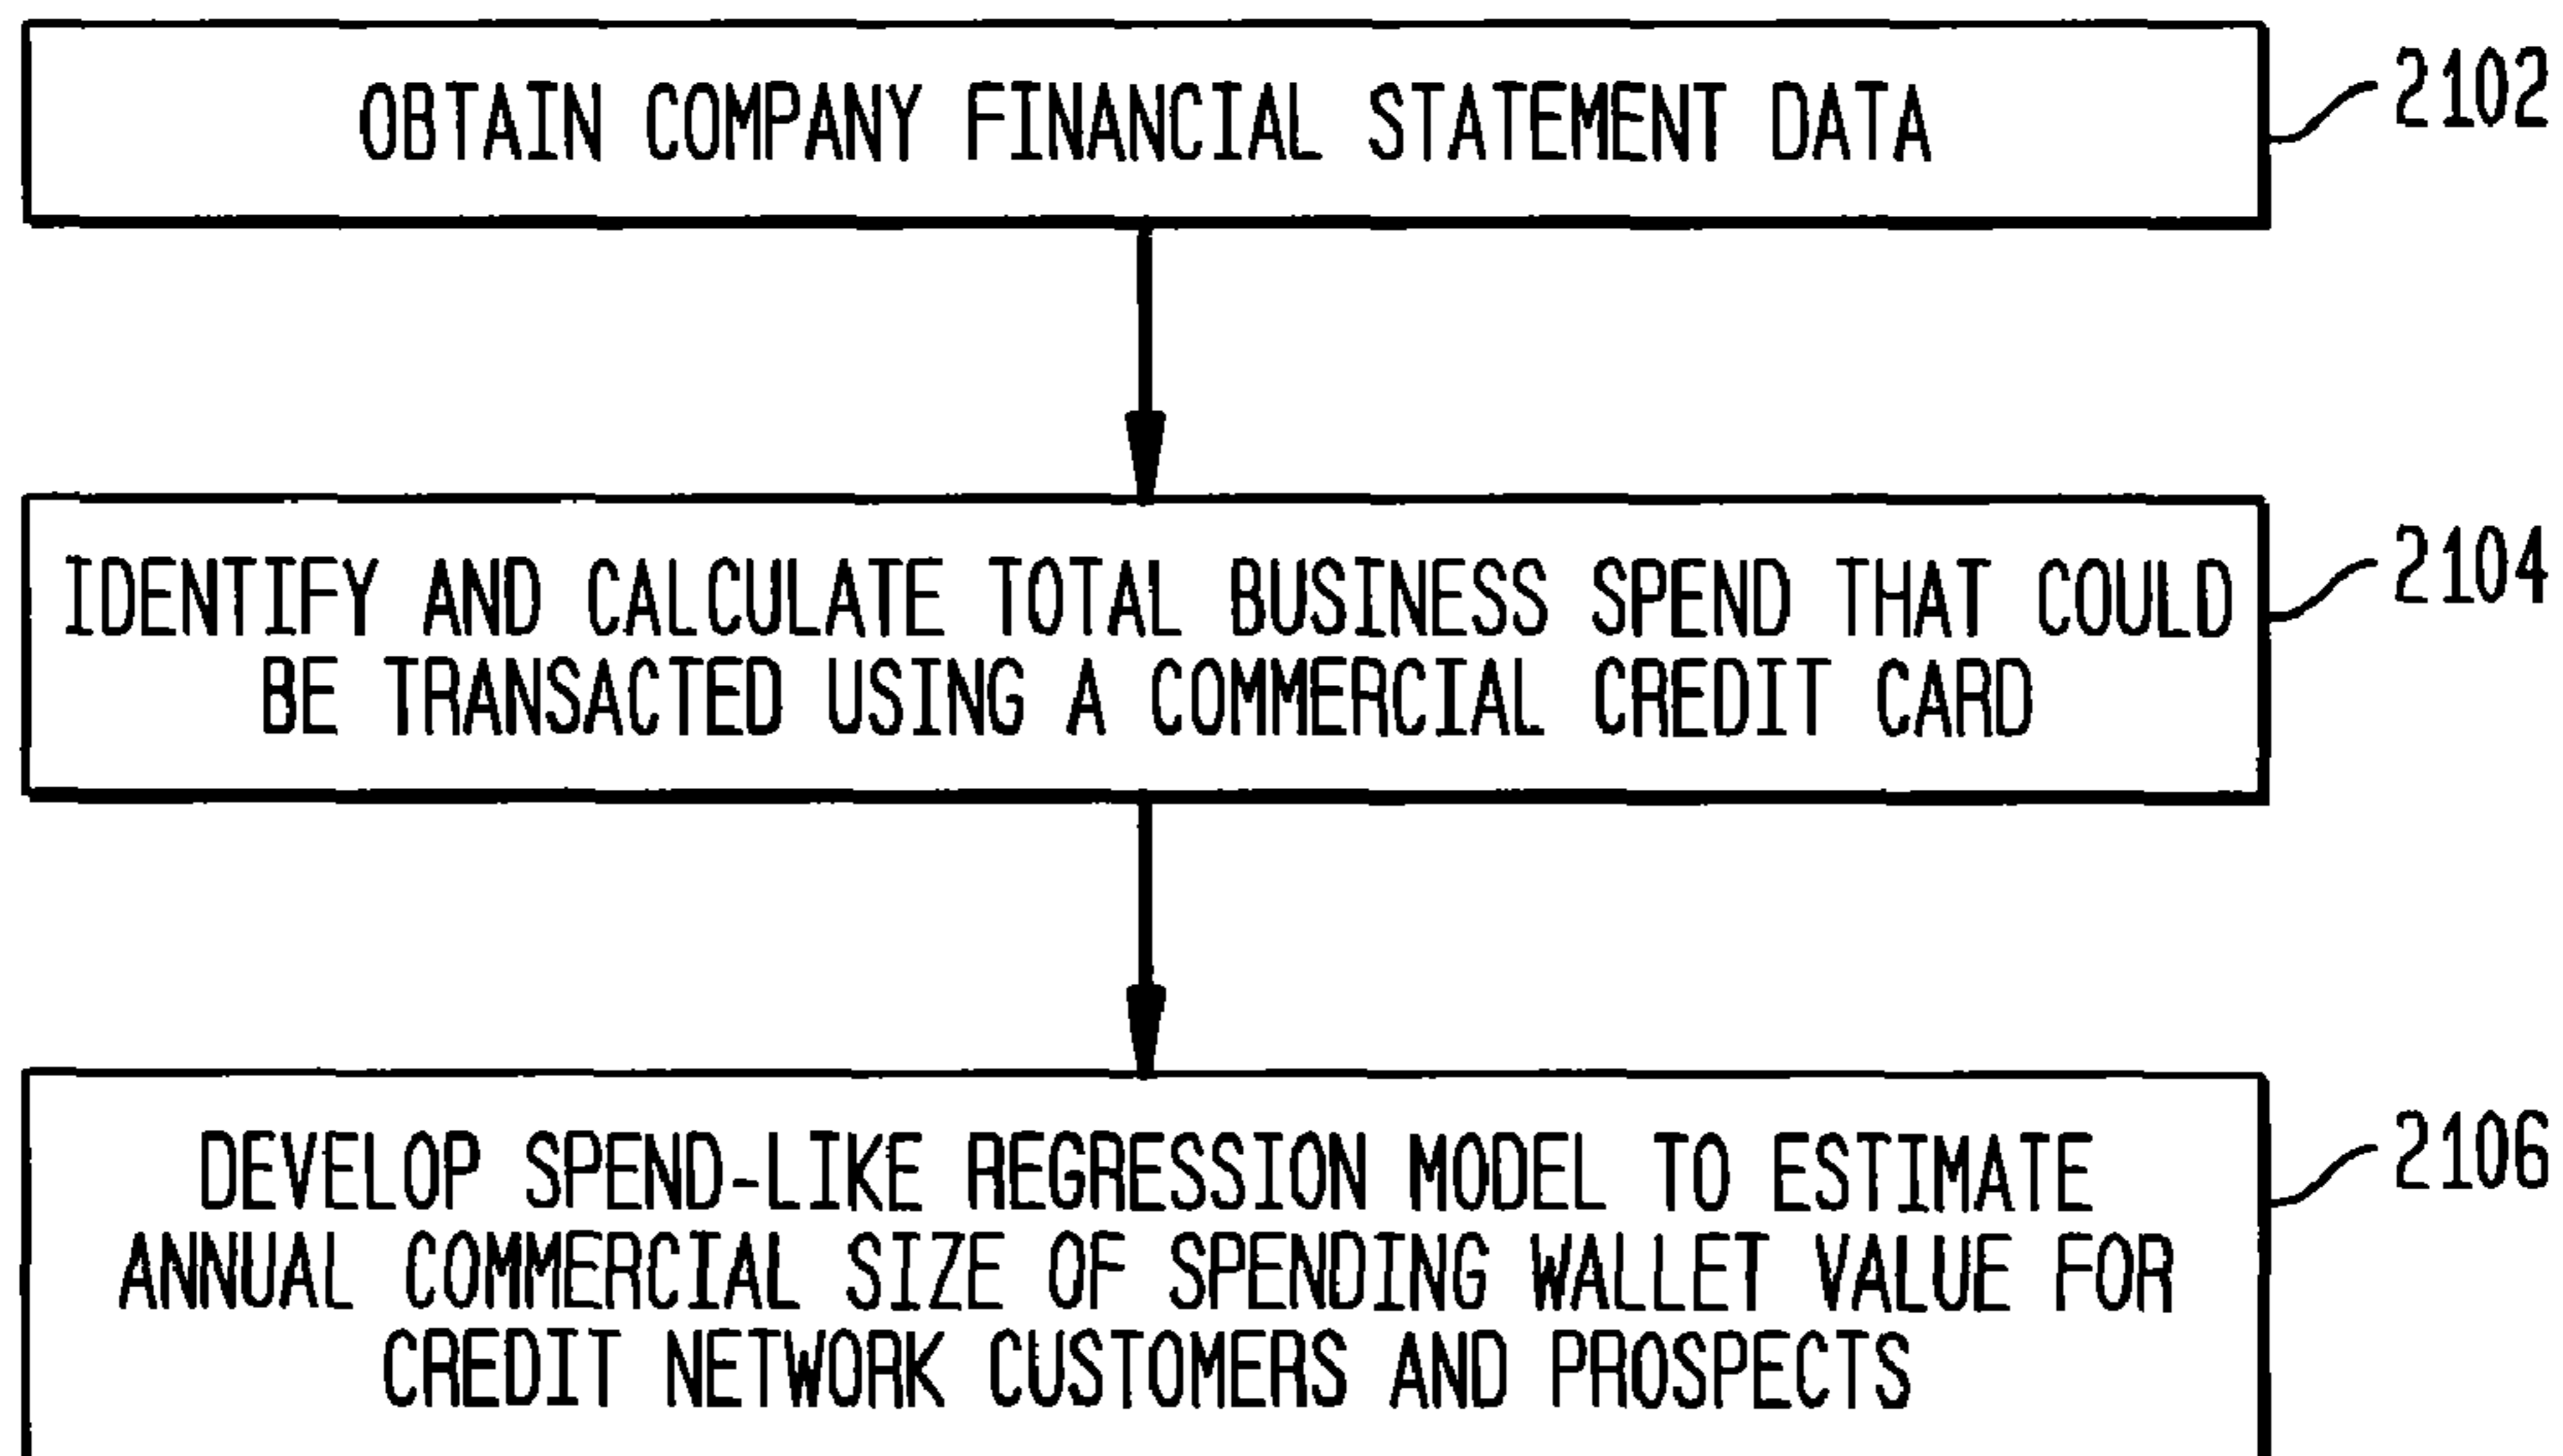 OBTAIN COMPANY FINANCIAL STATEMENT DATA
2102
IDENTIFY AND CALCULATE TOTAL BUSINESS SPEND THAT COULD
BE TRANSACTED USING A COMMERCIAL CREDIT CARD
2104
DEVELOP SPEND-LIKE REGRESSION MODEL TO ESTIMATE
ANNUAL COMMERCIAL SIZE OF SPENDING WALLET VALUE FOR
CREDIT NETWORK CUSTOMERS AND PROSPECTS
2106